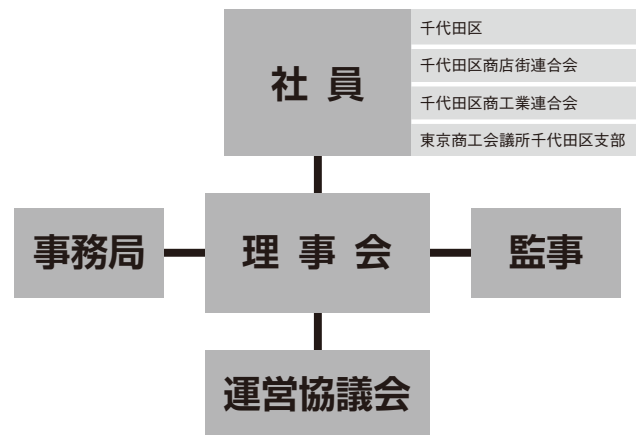 社員
千代田区
千代田区商店街連合会
千代田区商工業連合会
東京商工会議所千代田区支部
事務局
理事会
監事
運営協議会